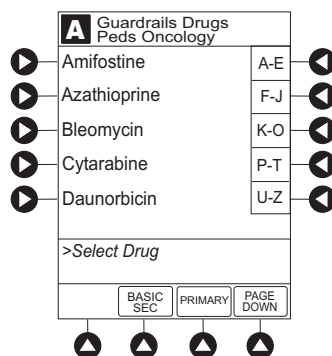 A Guardrails Drugs
Peds Oncology
Amifostine A-E
Azathioprine F-J
Bleomycin K-O
Cytarabine P-T
Daunorbicin U-Z
>Select Drug
BASIC SEC PRIMARY PAGE DOWN